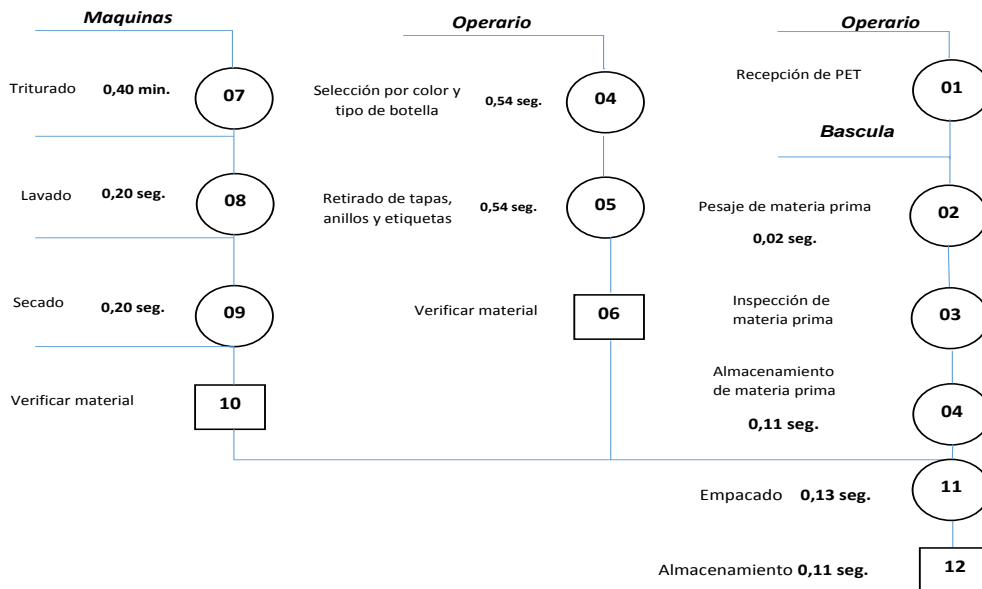 Maquinas
Triturado 0,40 min. 07
Lavado 0,20 seg. 08
Secado 0,20 seg. 09
Verificar material 10
Operario
Selección por color y
tipo de botella
0,54 seg. 04
Retirado de tapas,
anillos y etiquetas
0,54 seg. 05
Verificar material 06
Operario
Recepción de PET 01
Bascula
Pesaje de materia prima
0,02 seg.
02
Inspección de
materia prima
03
Almacenamiento
de materia prima
0,11 seg.
04
Empacado 0,13 seg. 11
Almacenamiento 0,11 seg. 12